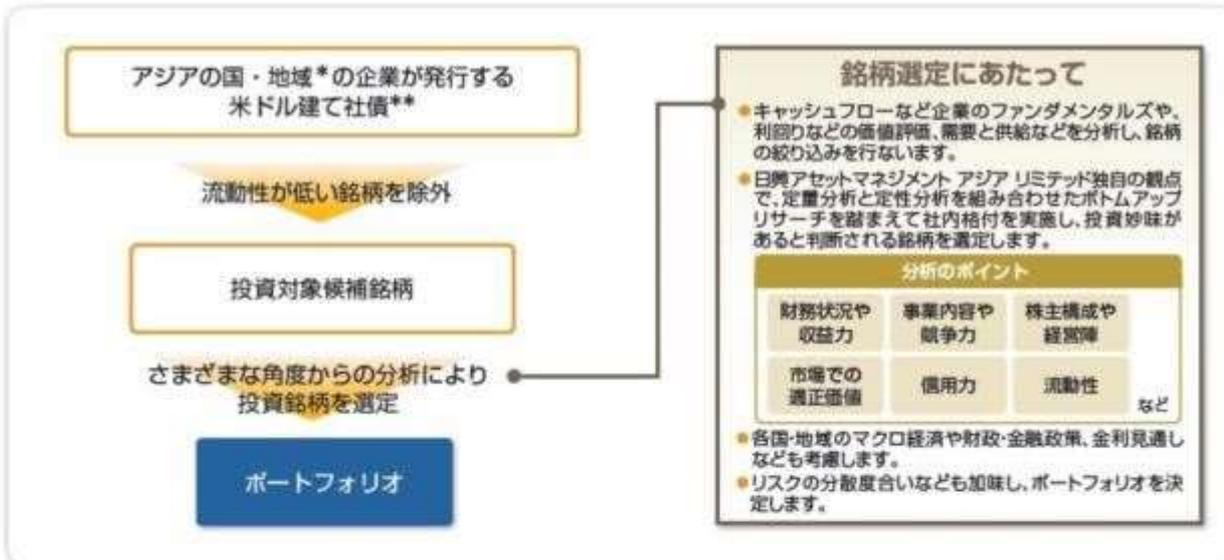 アジアの国・地域*の企業が発行する
米ドル建て社債**
流動性が低い銘柄を除外
投資対象候補銘柄
さまざまな角度からの分析により
投資銘柄を選定
ポートフォリオ
銘柄選定にあたって
●キャッシュフローなど企業のファンダメンタルズや、
利回りなどの価値評価、需要と供給などを分析し、銘柄
の絞り込みを行ないます。
●日興アセットマネジメント アジア リミテッド独自の観点
で、定量分析と定性分析を組み合わせたボトムアップ
リサーチを踏まえて社内格付を実施し、投資妙味が
あると判断される銘柄を選定します。
分析のポイント
財務状況や
収益力
事業内容や
競争力
株主構成や
経営陣
市場での
適正価値
信用力
流動性
など
●各国・地域のマクロ経済や財政・金融政策、金利見通し
なども考慮します。
●リスクの分散度合いなども加味し、ポートフォリオを決
定します。